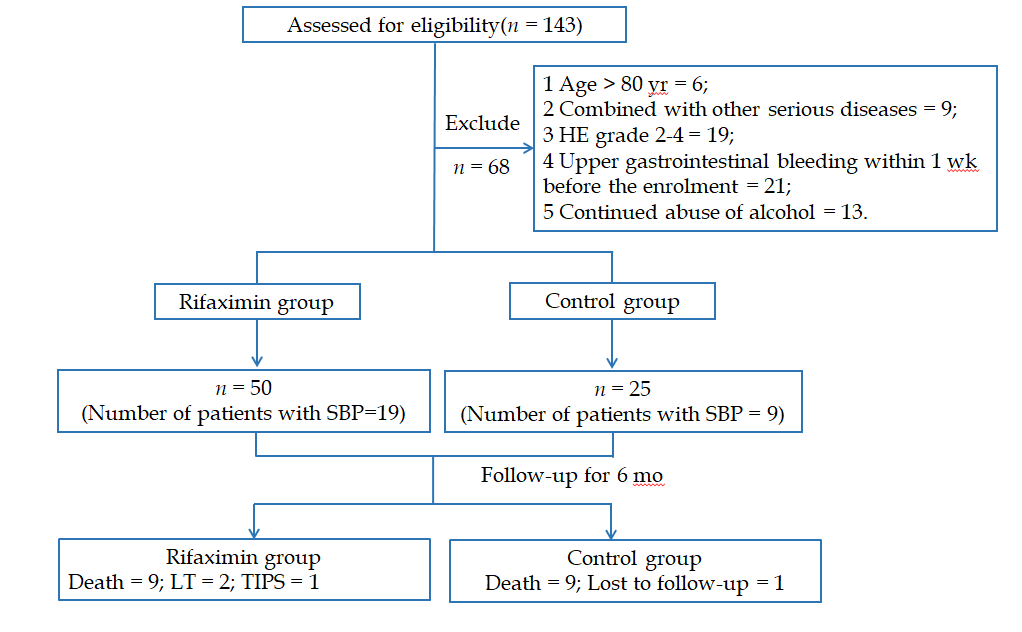 Assessed for eligibility(n = 143)
Exclude
n = 68
1 Age > 80 yr = 6;
2 Combined with other serious diseases = 9;
3 HE grade 2-4 = 19;
4 Upper gastrointestinal bleeding within 1 wk
before the enrolment = 21;
5 Continued abuse of alcohol = 13.
Rifaximin group
Control group
n = 50
(Number of patients with SBP=19)
n = 25
(Number of patients with SBP = 9)
Follow-up for 6 mo
Rifaximin group
Death = 9; LT = 2; TIPS = 1
Control group
Death = 9; Lost to follow-up = 1